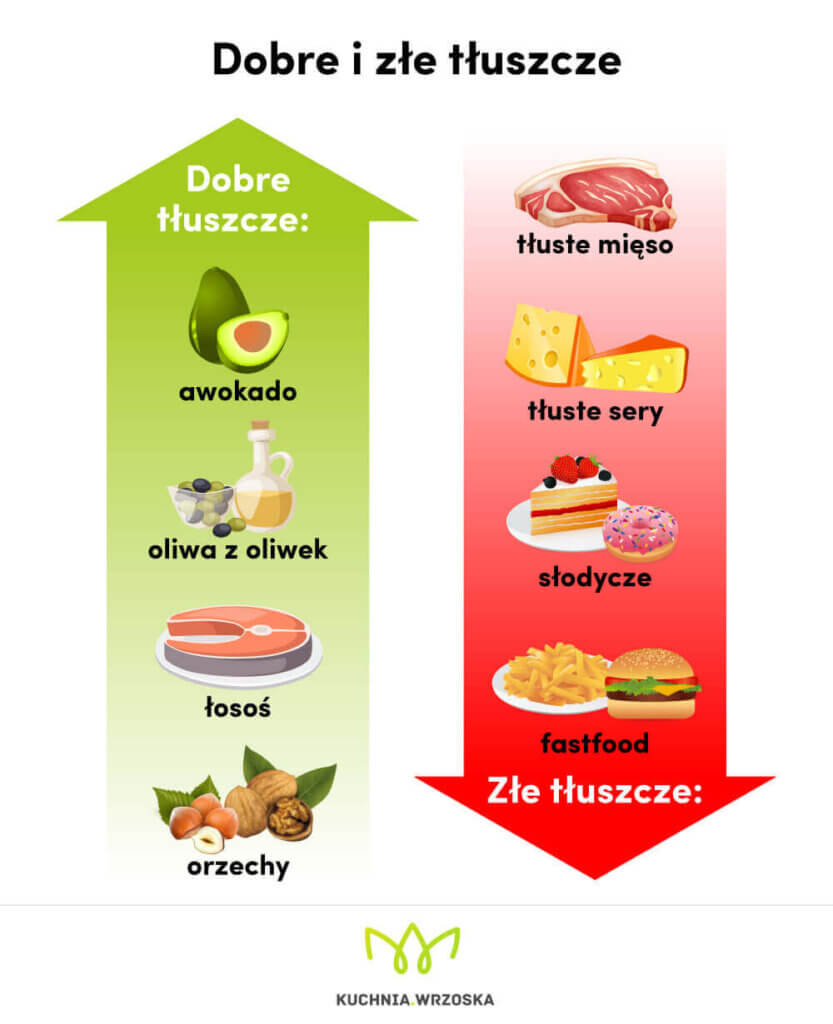 Dobre i złe tłuszcze
Dobre
tłuszcze:
awokado
oliwa z oliwek
łosoś
orzechy
tłuste mięso
tłuste sery
słodycze
fastfood
Złe tłuszcze:
KUCHNIA.WRZOSKA